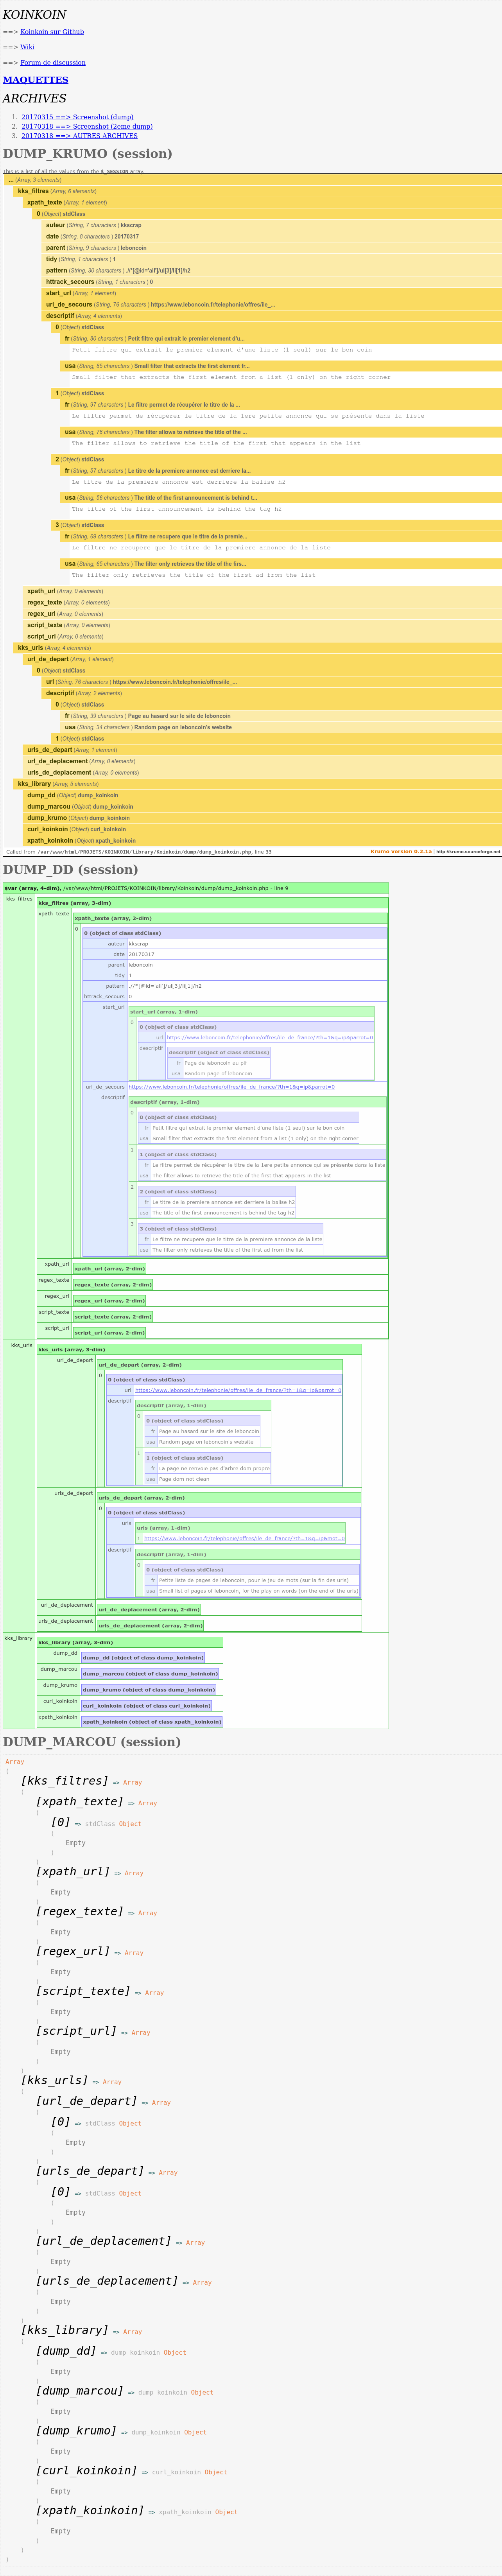 KOINKOIN
==> Koinkoin sur Github
==> Wiki
==> Forum de discussion
MAQUETTES
ARCHIVES
1. 20170315 ==> Screenshot (dump)
2. 20170318 ==> Screenshot (2eme dump)
3. 20170318 ==> AUTRES ARCHIVES
DUMP_KRUMO (session)
This is a list of all the values from the $_SESSION array.
... (Array, 3 elements)
kks_filtres (Array, 6 elements)
xpath_texte (Array, 1 element)
0 (Object) stdClass
auteur (String, 7 characters ) kkscrap
date (String, 8 characters ) 20170317
parent (String, 9 characters ) leboncoin
tidy (String, 1 characters ) 1
pattern (String, 30 characters ) .//*[@id='all']/ul[3]/li[1]/h2
httrack_secours (String, 1 characters ) 0
start_url (Array, 1 element)
url_de_secours (String, 76 characters ) https://www.leboncoin.fr/telephonie/offres/ile_...
descriptif (Array, 4 elements)
0 (Object) stdClass
fr (String, 80 characters ) Petit filtre qui extrait le premier element d'u...
Petit filtre qui extrait le premier element d'une liste (1 seul) sur le bon coin
usa (String, 85 characters ) Small filter that extracts the first element fr...
Small filter that extracts the first element from a list (1 only) on the right corner
1 (Object) stdClass
fr (String, 97 characters ) Le filtre permet de récupérer le titre de la ...
Le filtre permet de récupérer le titre de la 1ere petite annonce qui se présente dans la liste
usa (String, 78 characters ) The filter allows to retrieve the title of the ...
The filter allows to retrieve the title of the first that appears in the list
2 (Object) stdClass
fr (String, 57 characters ) Le titre de la premiere annonce est derriere la...
Le titre de la premiere annonce est derriere la balise h2
usa (String, 56 characters ) The title of the first announcement is behind t...
The title of the first announcement is behind the tag h2
3 (Object) stdClass
fr (String, 69 characters ) Le filtre ne recupere que le titre de la premie...
Le filtre ne recupere que le titre de la premiere annonce de la liste
usa (String, 65 characters ) The filter only retrieves the title of the firs...
The filter only retrieves the title of the first ad from the list
xpath_url (Array, 0 elements)
regex_texte (Array, 0 elements)
regex_url (Array, 0 elements)
script_texte (Array, 0 elements)
script_url (Array, 0 elements)
kks_urls (Array, 4 elements)
url_de_depart (Array, 1 element)
0 (Object) stdClass
url (String, 76 characters ) https://www.leboncoin.fr/telephonie/offres/ile_...
descriptif (Array, 2 elements)
0 (Object) stdClass
fr (String, 39 characters ) Page au hasard sur le site de leboncoin
usa (String, 34 characters ) Random page on leboncoin's website
1 (Object) stdClass
urls_de_depart (Array, 1 element)
url_de_deplacement (Array, 0 elements)
urls_de_deplacement (Array, 0 elements)
kks_library (Array, 5 elements)
dump_dd (Object) dump_koinkoin
dump_marcou (Object) dump_koinkoin
dump_krumo (Object) dump_koinkoin
curl_koinkoin (Object) curl_koinkoin
xpath_koinkoin (Object) xpath_koinkoin
Called from /var/www/html/PROJETS/KOINKOIN/library/Koinkoin/dump/dump_koinkoin.php, line 33 Krumo version 0.2.1a | http://krumo.sourceforge.net
DUMP_DD (session)
$var (array, 4-dim), /var/www/html/PROJETS/KOINKOIN/library/Koinkoin/dump/dump_koinkoin.php - line 9
kks_filtres
kks_filtres (array, 3-dim)
xpath_texte
xpath_texte (array, 2-dim)
0
0 (object of class stdClass)
auteur kkscrap
date 20170317
parent leboncoin
tidy 1
pattern .//*[@id='all']/ul[3]/li[1]/h2
httrack_secours 0
start_url
start_url (array, 1-dim)
0
0 (object of class stdClass)
url https://www.leboncoin.fr/telephonie/offres/ile_de_france/?th=1&q=ip&parrot=0
descriptif
descriptif (object of class stdClass)
fr Page de leboncoin au pif
usa Random page of leboncoin
url_de_secours https://www.leboncoin.fr/telephonie/offres/ile_de_france/?th=1&q=ip&parrot=0
descriptif
descriptif (array, 1-dim)
0
0 (object of class stdClass)
fr Petit filtre qui extrait le premier element d'une liste (1 seul) sur le bon coin
usa Small filter that extracts the first element from a list (1 only) on the right corner
1
1 (object of class stdClass)
fr Le filtre permet de récupérer le titre de la 1ere petite annonce qui se présente dans la liste
usa The filter allows to retrieve the title of the first that appears in the list
2
2 (object of class stdClass)
fr Le titre de la premiere annonce est derriere la balise h2
usa The title of the first announcement is behind the tag h2
3
3 (object of class stdClass)
fr Le filtre ne recupere que le titre de la premiere annonce de la liste
usa The filter only retrieves the title of the first ad from the list
xpath_url
xpath_url (array, 2-dim)
regex_texte
regex_texte (array, 2-dim)
regex_url
regex_url (array, 2-dim)
script_texte
script_texte (array, 2-dim)
script_url
script_url (array, 2-dim)
kks_urls
kks_urls (array, 3-dim)
url_de_depart
url_de_depart (array, 2-dim)
0
0 (object of class stdClass)
url https://www.leboncoin.fr/telephonie/offres/ile_de_france/?th=1&q=ip&parrot=0
descriptif
descriptif (array, 1-dim)
0
0 (object of class stdClass)
fr Page au hasard sur le site de leboncoin
usa Random page on leboncoin's website
1
1 (object of class stdClass)
fr Le page ne renvoie pas d'arbre dom propre
usa Page dom not clean
urls_de_depart
urls_de_depart (array, 2-dim)
0
0 (object of class stdClass)
urls
urls (array, 1-dim)
1 https://www.leboncoin.fr/telephonie/offres/ile_de_france/?th=1&q=ip&mot=0
descriptif
descriptif (array, 1-dim)
0
0 (object of class stdClass)
fr Petite liste de pages de leboncoin, pour le jeu de mots (sur la fin des urls)
usa Small list of pages of leboncoin, for the play on words (on the end of the urls)
url_de_deplacement
url_de_deplacement (array, 2-dim)
urls_de_deplacement
urls_de_deplacement (array, 2-dim)
kks_library
kks_library (array, 3-dim)
dump_dd
dump_dd (object of class dump_koinkoin)
dump_marcou
dump_marcou (object of class dump_koinkoin)
dump_krumo
dump_krumo (object of class dump_koinkoin)
curl_koinkoin
curl_koinkoin (object of class curl_koinkoin)
xpath_koinkoin
xpath_koinkoin (object of class xpath_koinkoin)
DUMP_MARCOU (session)
Array
(
[kks_filtres] => Array
(
[xpath_texte] => Array
(
[0] => stdClass Object
(
Empty
)
)
[xpath_url] => Array
(
Empty
)
[regex_texte] => Array
(
Empty
)
[regex_url] => Array
(
Empty
)
[script_texte] => Array
(
Empty
)
[script_url] => Array
(
Empty
)
)
[kks_urls] => Array
(
[url_de_depart] => Array
(
[0] => stdClass Object
(
Empty
)
)
[urls_de_depart] => Array
(
[0] => stdClass Object
(
Empty
)
)
[url_de_deplacement] => Array
(
Empty
)
[urls_de_deplacement] => Array
(
Empty
)
)
[kks_library] => Array
(
[dump_dd] => dump_koinkoin Object
(
Empty
)
[dump_marcou] => dump_koinkoin Object
(
Empty
)
[dump_krumo] => dump_koinkoin Object
(
Empty
)
[curl_koinkoin] => curl_koinkoin Object
(
Empty
)
[xpath_koinkoin] => xpath_koinkoin Object
(
Empty
)
)
)